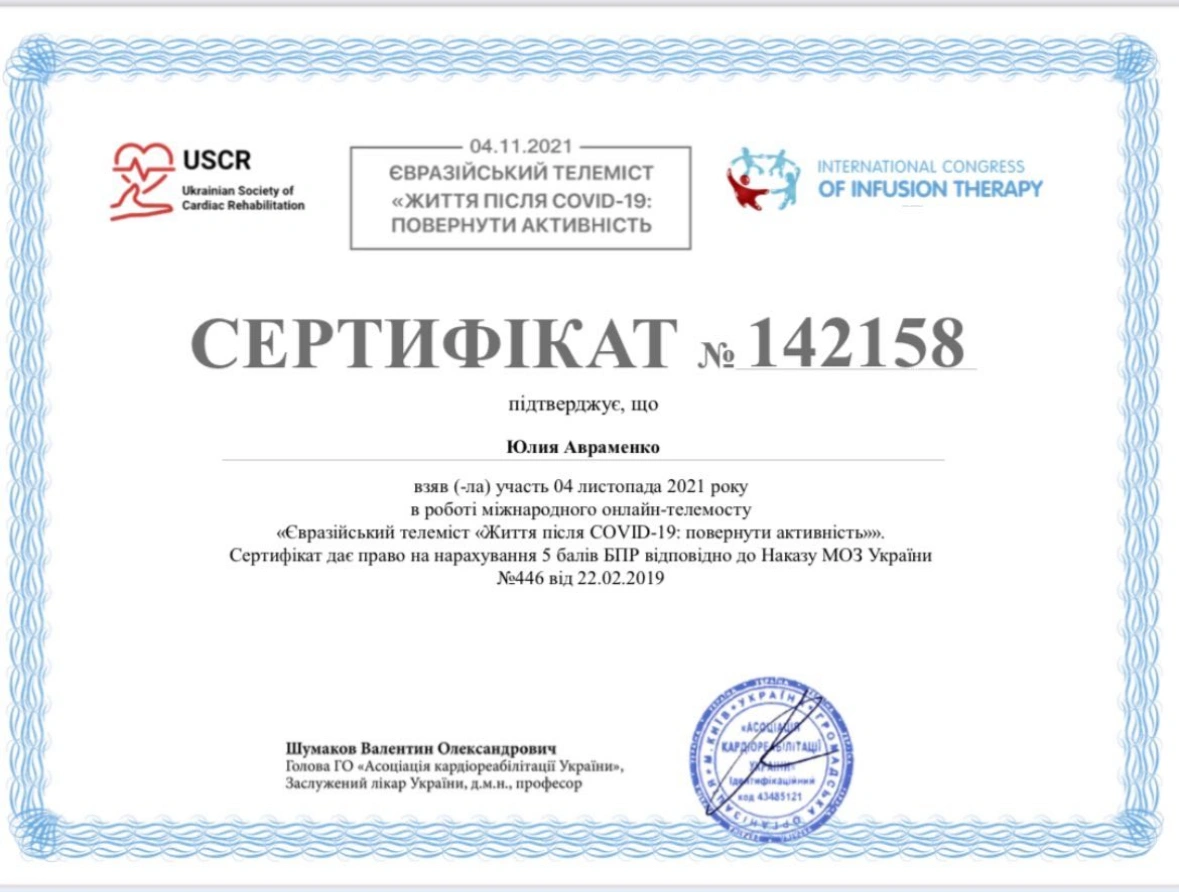 USCR
Ukrainian Society of
Cardiac Rehabilitation
04.11.2021
ЄВРАЗІЙСЬКИЙ ТЕЛЕМІСТ
«ЖИТТЯ ПІСЛЯ COVID-19:
ПОВЕРНУТИ АКТИВНІСТЬ
INTERNATIONAL CONGRESS
OF INFUSION THERAPY
СЕРТИФІКАТ № 142158
підтверджує, що
Юлия Авраменко
взяв (-ла) участь 04 листопада 2021 року
в роботі міжнародного онлайн-телемосту
«Євразійський телеміст «Життя після COVID-19: повернути активність»».
Сертифікат дає право на нарахування 5 балів БПР відповідно до Наказу МОЗ України
№446 від 22.02.2019
Шумаков Валентин Олександрович
Голова ГО «Асоціація кардіореабілітації України»,
Заслужений лікар України, д.м.н., професор
м. КИЇВ • УКРАЇНА • ГРОМАДСЬКА ОРГАНІЗАЦІЯ
«АСОЦІАЦІЯ
КАРДІОРЕАБІЛІТАЦІЇ
УКРАЇНИ»
Ідентифікаційний
код 43485121